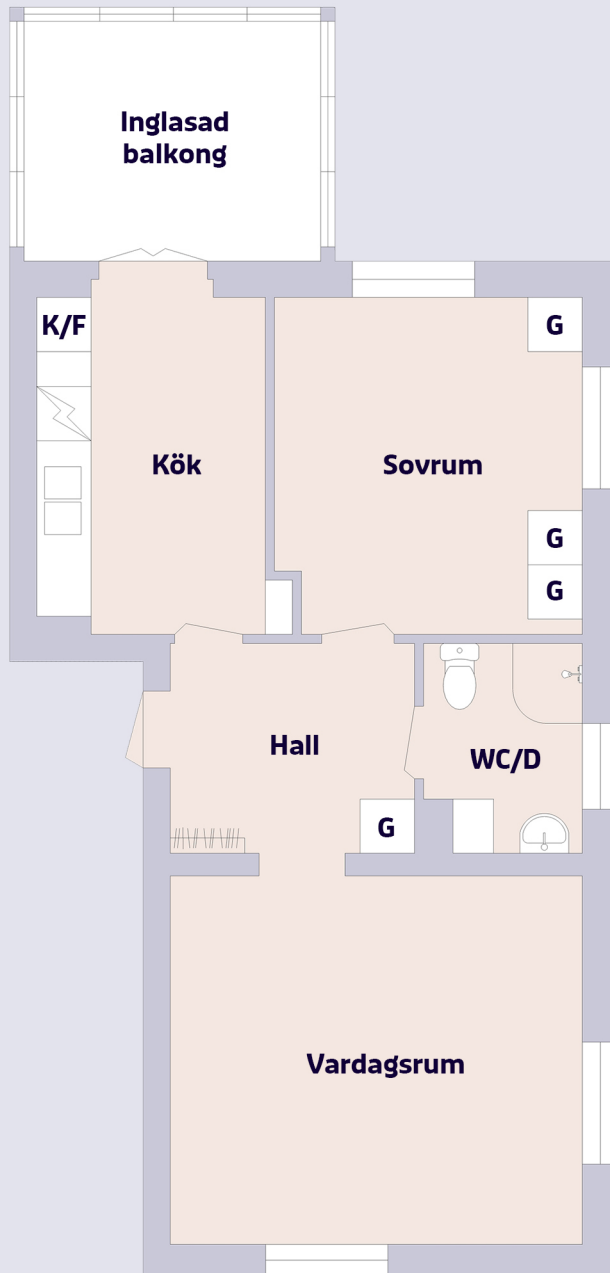 Inglasad
balkong
K/F
G
Kök
Sovrum
G
G
Hall
WC/D
G
Vardagsrum